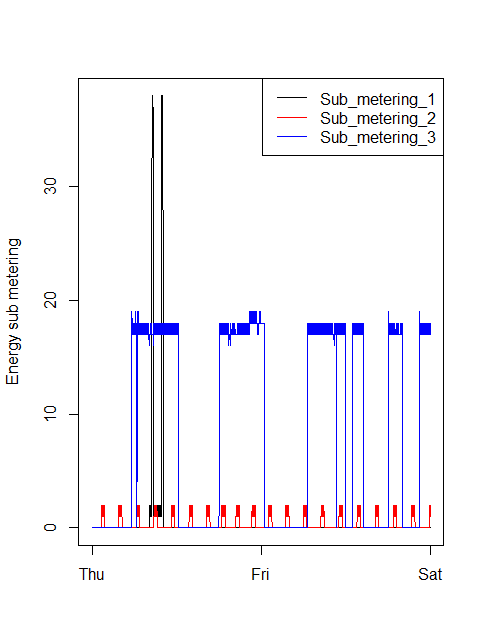 Sub_metering_1
Sub_metering_2
Sub_metering_3
Energy sub metering
30
20
10
0
Thu Fri Sat